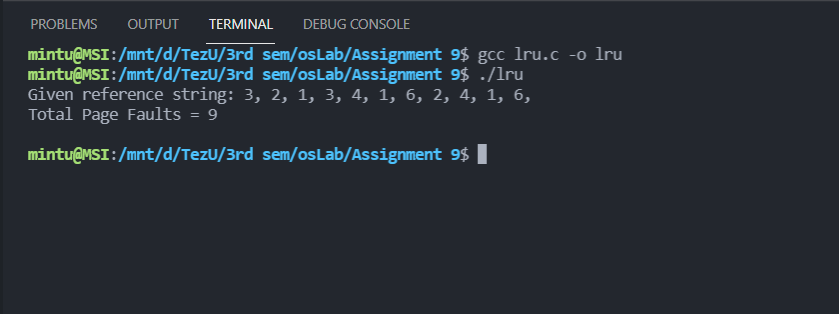 PROBLEMS OUTPUT TERMINAL DEBUG CONSOLE
mintu@MSI:/mnt/d/TezU/3rd sem/osLab/Assignment 9$ gcc lru.c -o lru
mintu@MSI:/mnt/d/TezU/3rd sem/osLab/Assignment 9$ ./lru
Given reference string: 3, 2, 1, 3, 4, 1, 6, 2, 4, 1, 6,
Total Page Faults = 9
mintu@MSI:/mnt/d/TezU/3rd sem/osLab/Assignment 9$